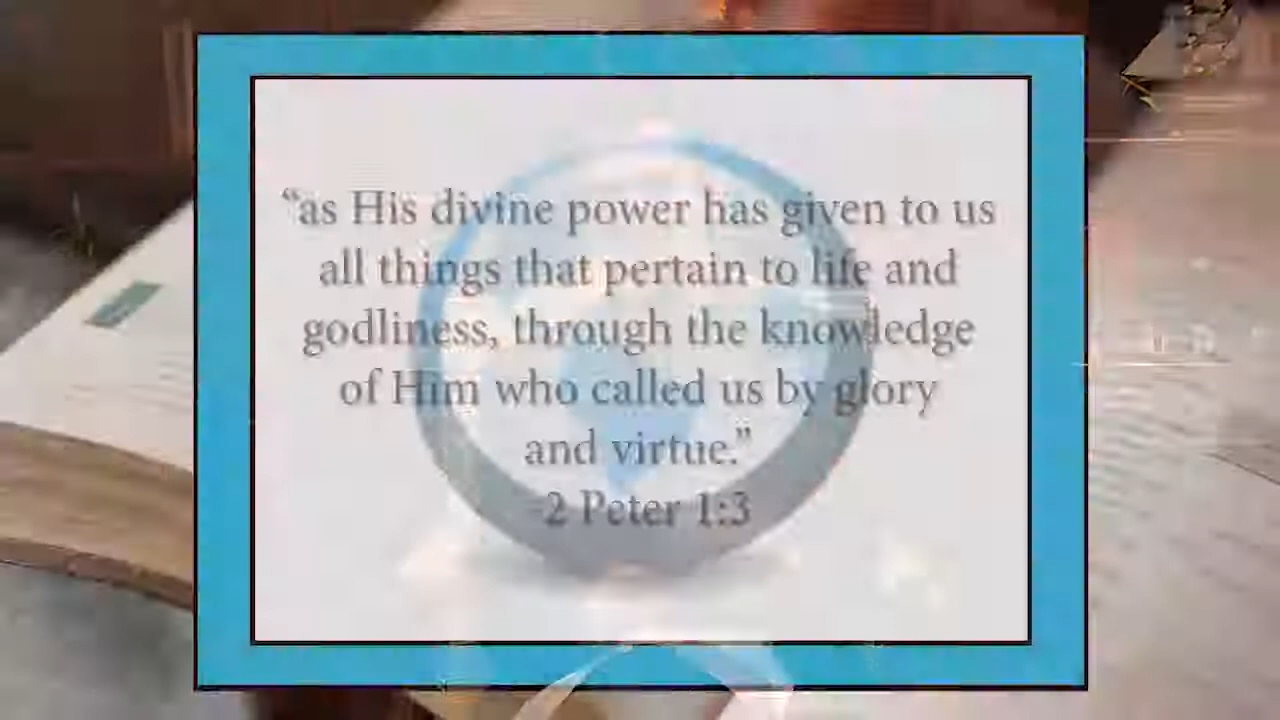 “as His divine power has given to us
all things that pertain to life and
godliness, through the knowledge
of Him who called us by glory
and virtue.”
-2 Peter 1:3